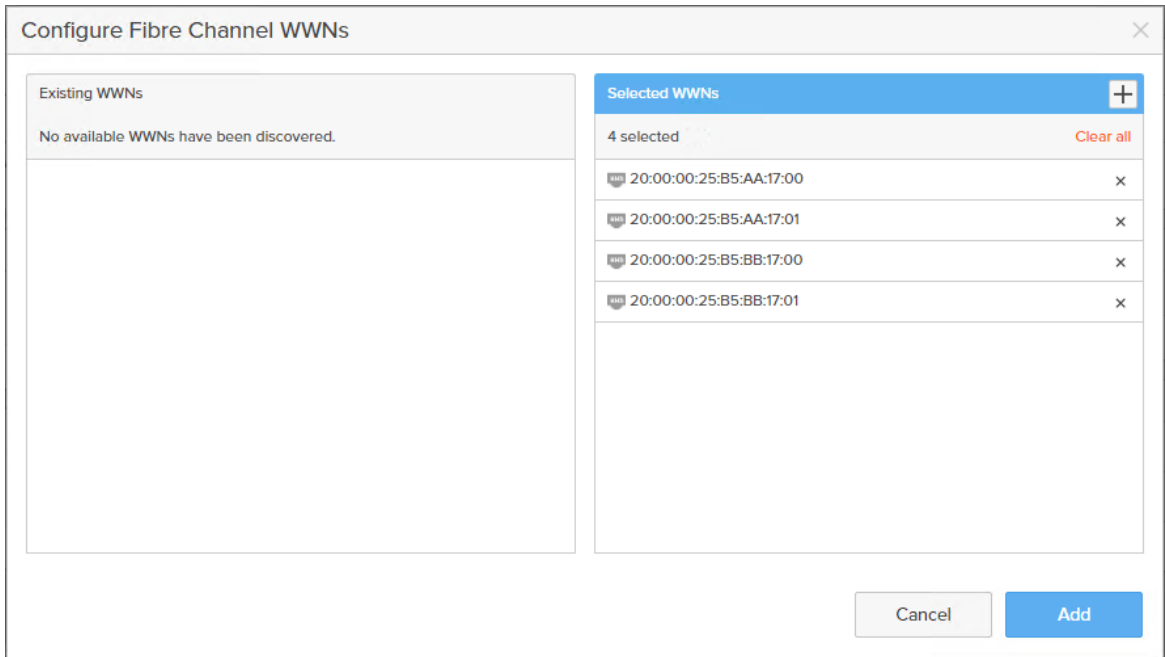 Configure Fibre Channel WWNs
Existing WWNs
No available WWNs have been discovered.
Selected WWNs
4 selected
Clear all
20:00:00:25:B5:AA:17:00
20:00:00:25:B5:AA:17:01
20:00:00:25:B5:BB:17:00
20:00:00:25:B5:BB:17:01
Cancel
Add